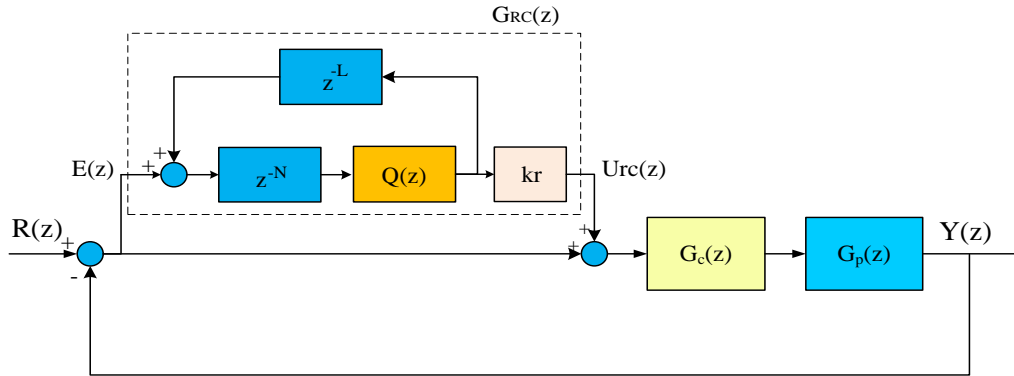 GRC(z)
z^-L
+
+
E(z)
z^-N
Q(z)
kr
Urc(z)
R(z)
+
-
+
+
Gc(z)
Gp(z)
Y(z)